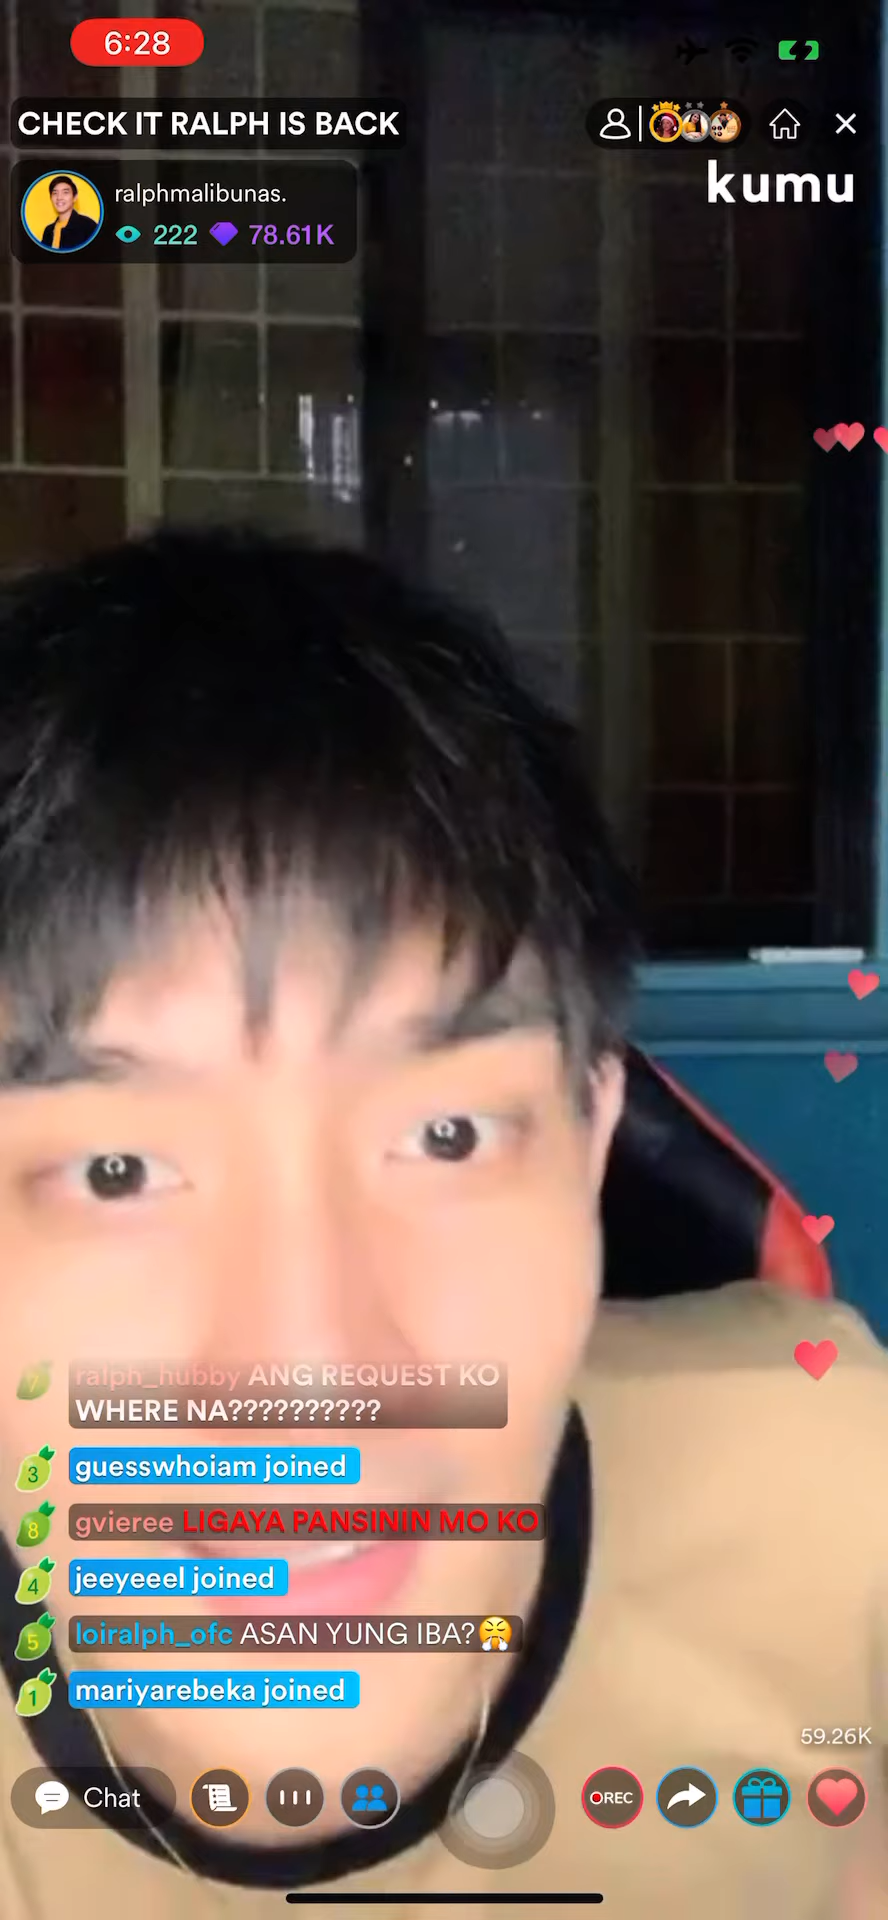 6:28
CHECK IT RALPH IS BACK
kumu
ralphmalibunas.
222 78.61K
7 ralph_hubby ANG REQUEST KO
WHERE NA??????????
3 guesswhoiam joined
8 gvieree LIGAYA PANSININ MO KO
4 jeeyeeel joined
5 loiralph_ofc ASAN YUNG IBA?😤
1 mariyarebeka joined
59.26K
Chat
REC